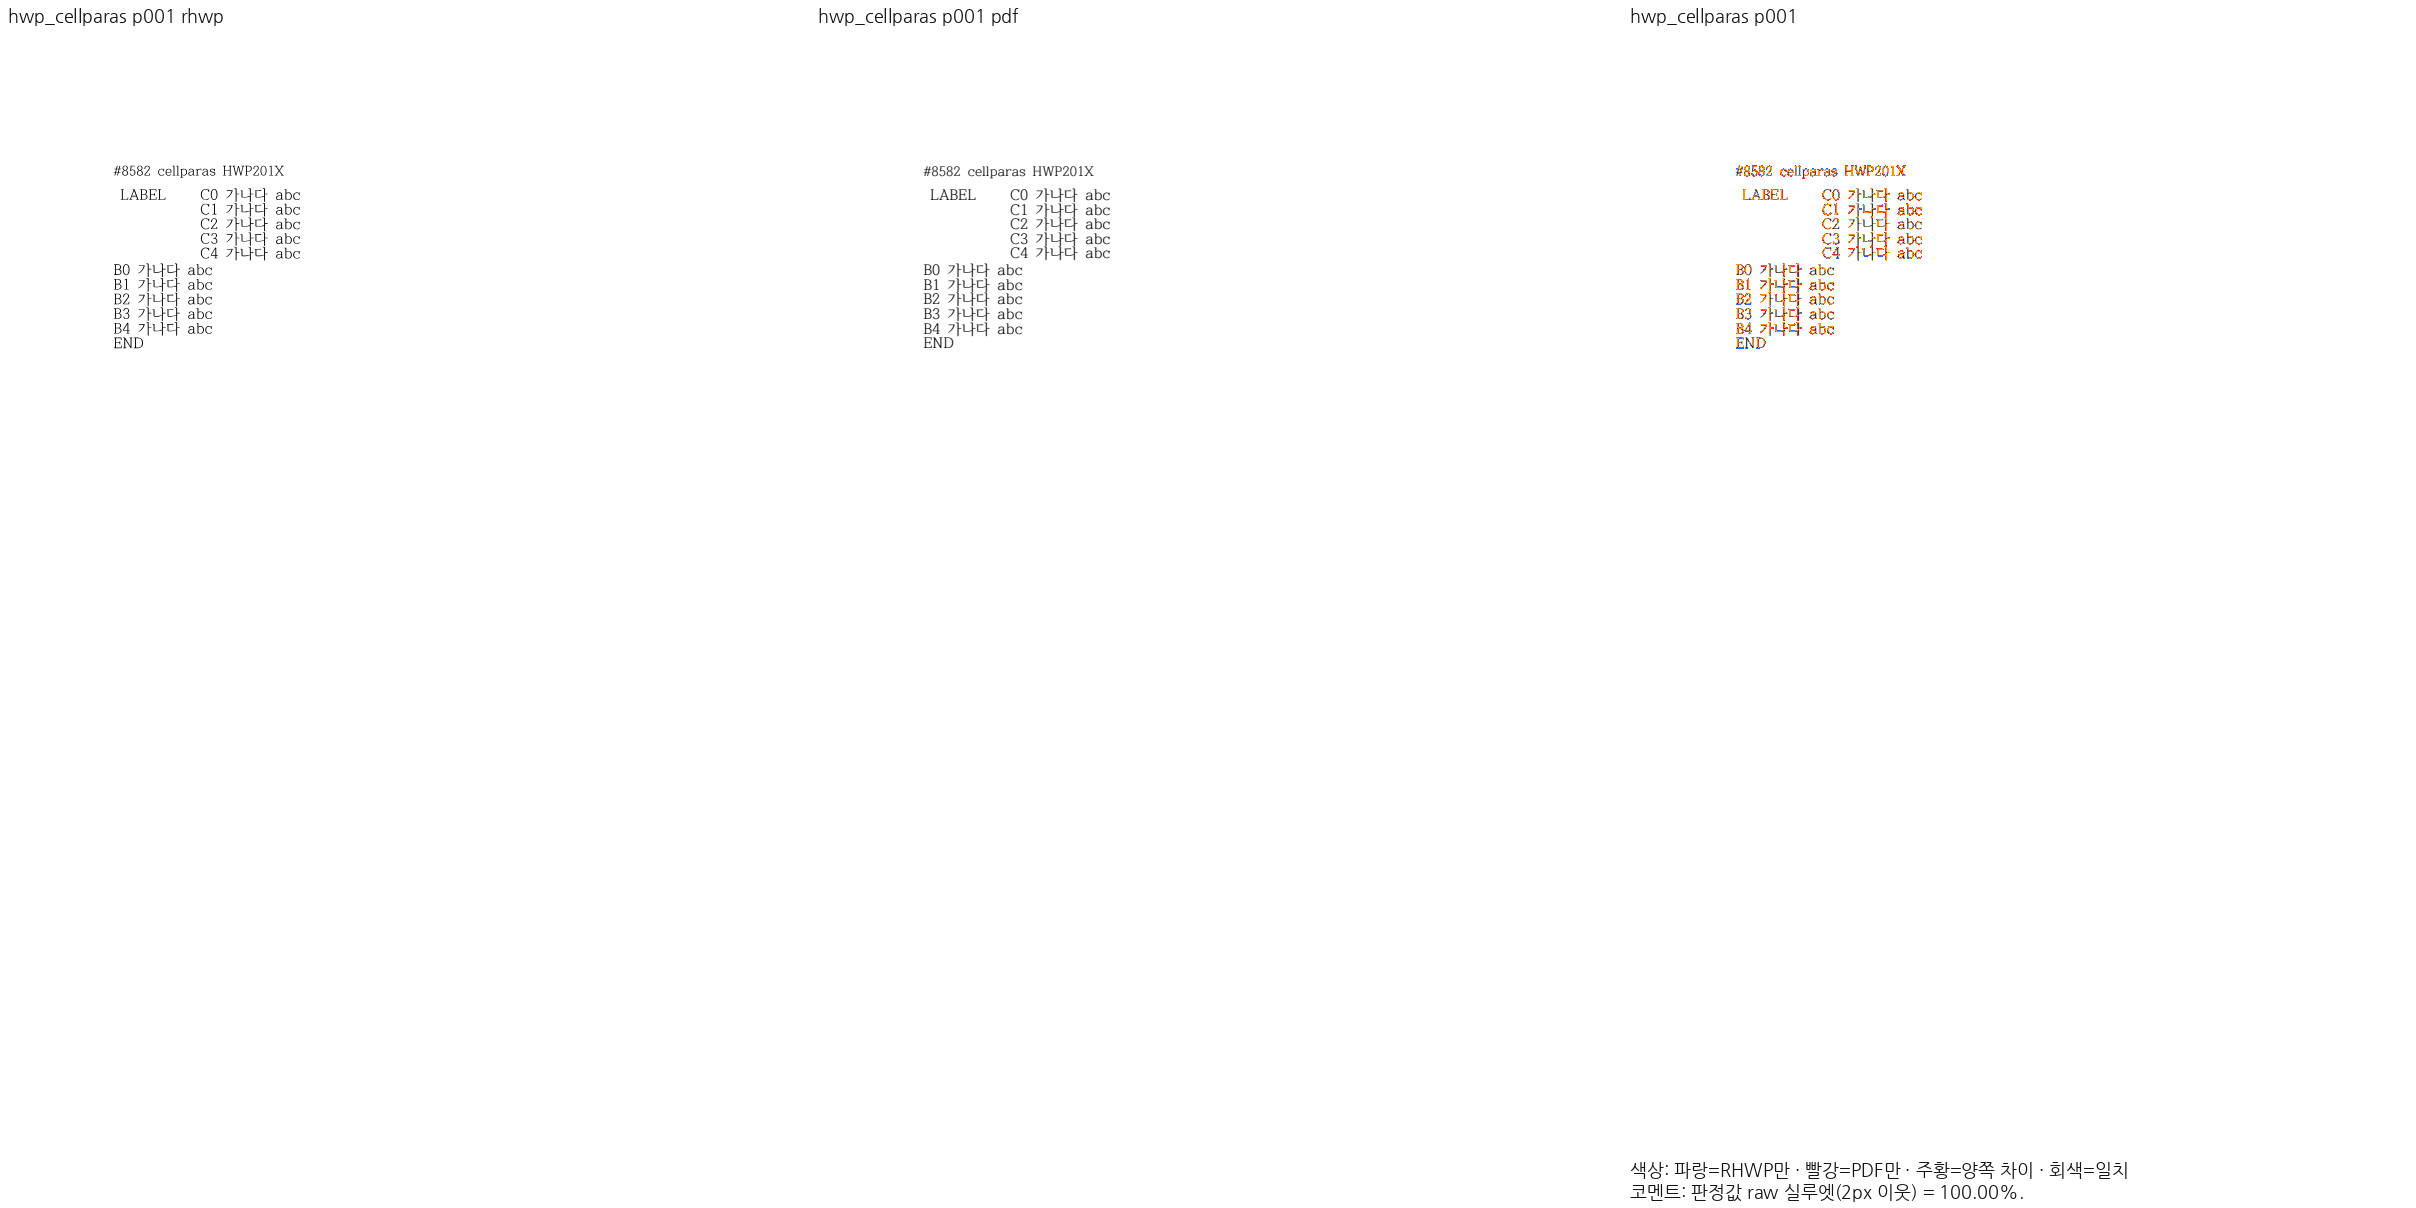 hwp_cellparas p001 rhwp
#8582 cellparas HWP201X
LABEL C0 가나다 abc
C1 가나다 abc
C2 가나다 abc
C3 가나다 abc
C4 가나다 abc
B0 가나다 abc
B1 가나다 abc
B2 가나다 abc
B3 가나다 abc
B4 가나다 abc
END
hwp_cellparas p001 pdf
#8582 cellparas HWP201X
LABEL C0 가나다 abc
C1 가나다 abc
C2 가나다 abc
C3 가나다 abc
C4 가나다 abc
B0 가나다 abc
B1 가나다 abc
B2 가나다 abc
B3 가나다 abc
B4 가나다 abc
END
hwp_cellparas p001
#8582 cellparas HWP201X
LABEL C0 가나다 abc
C1 가나다 abc
C2 가나다 abc
C3 가나다 abc
C4 가나다 abc
B0 가나다 abc
B1 가나다 abc
B2 가나다 abc
B3 가나다 abc
B4 가나다 abc
END
색상: 파랑=RHWP만 · 빨강=PDF만 · 주황=양쪽 차이 · 회색=일치
코멘트: 판정값 raw 실루엣(2px 이웃) = 100.00%.